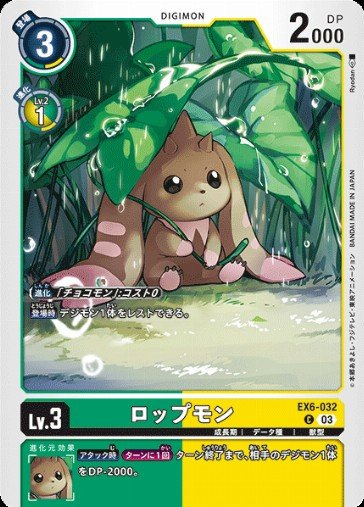 登場
3
DIGIMON
2000
DP
進化
Lv.2
1
Ryodan
BANDAI MADE IN JAPAN
©本郷あきよし・フジテレビ・東映アニメーション
進化 「チョコモン」:コスト0
登場時 デジモン1体をレストできる。
Lv.3
ロップモン
EX6-032
C 03
成長期 データ種 獣型
進化元効果
アタック時 ターンに1回 ターン終了まで、相手のデジモン1体
をDP-2000。